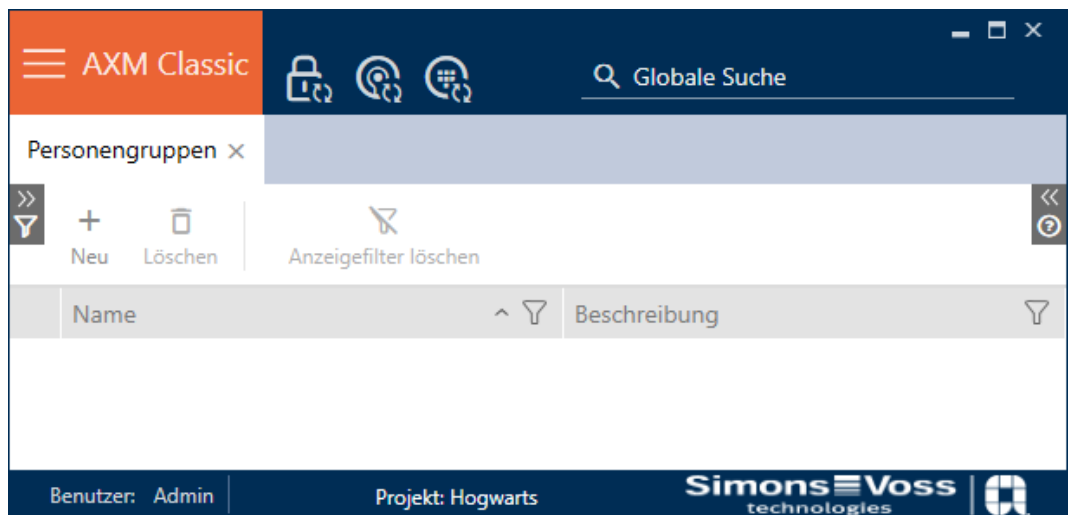 AXM Classic
Globale Suche
Personengruppen
Neu
Löschen
Anzeigefilter löschen
Name
Beschreibung
Benutzer: Admin
Projekt: Hogwarts
SimonsVoss
technologies